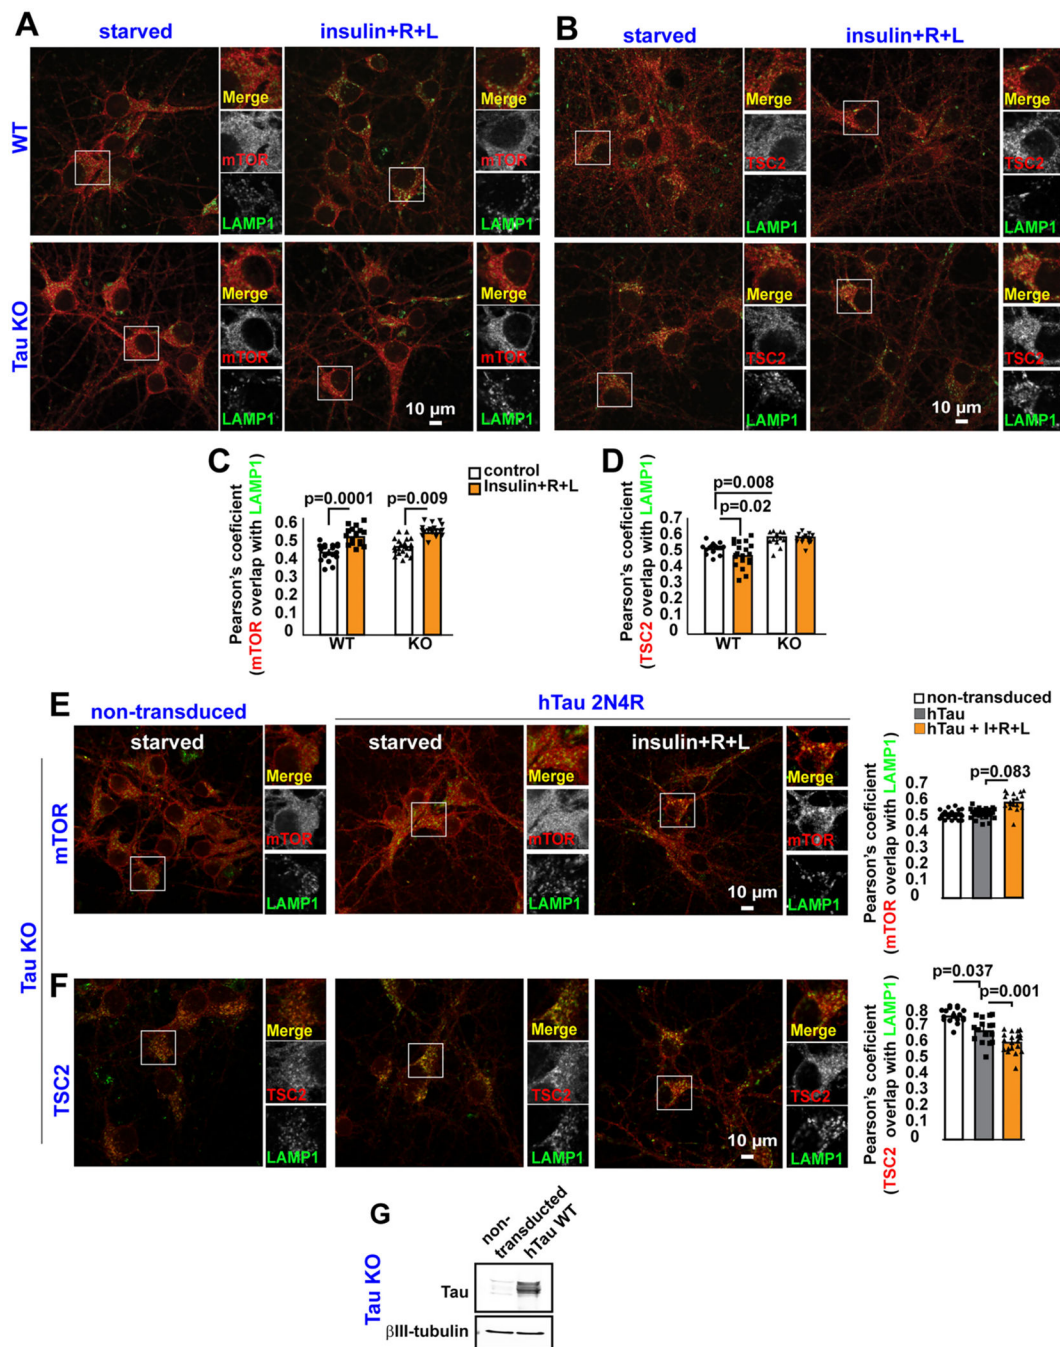 A
starved
insulin+R+L
B
starved
insulin+R+L
WT
Merge
mTOR
LAMP1
Merge
mTOR
LAMP1
Merge
TSC2
LAMP1
Merge
TSC2
LAMP1
Tau KO
Merge
mTOR
LAMP1
10 µm
Merge
mTOR
LAMP1
Merge
TSC2
LAMP1
10 µm
Merge
TSC2
LAMP1
C
Pearson's coeficient
(mTOR overlap with LAMP1)
control
Insulin+R+L
p=0.0001
p=0.009
0.6
0.5
0.4
0.3
0.2
0.1
0
WT
KO
D
Pearson's coeficient
(TSC2 overlap with LAMP1)
p=0.008
p=0.02
0.7
0.6
0.5
0.4
0.3
0.2
0.1
0
WT
KO
E
non-transduced
hTau 2N4R
starved
starved
insulin+R+L
Tau KO
mTOR
Merge
mTOR
LAMP1
Merge
mTOR
LAMP1
10 µm
Merge
mTOR
LAMP1
non-transduced
hTau
hTau + I+R+L
Pearson's coeficient
(mTOR overlap with LAMP1)
p=0.083
0.7
0.6
0.5
0.4
0.3
0.2
0.1
0
F
TSC2
Merge
TSC2
LAMP1
Merge
TSC2
LAMP1
10 µm
Merge
TSC2
LAMP1
Pearson's coeficient
(TSC2 overlap with LAMP1)
p=0.037
p=0.001
0.8
0.7
0.6
0.5
0.4
0.3
0.2
0.1
0
G
non-
transducted
hTau WT
Tau KO
Tau
βIII-tubulin